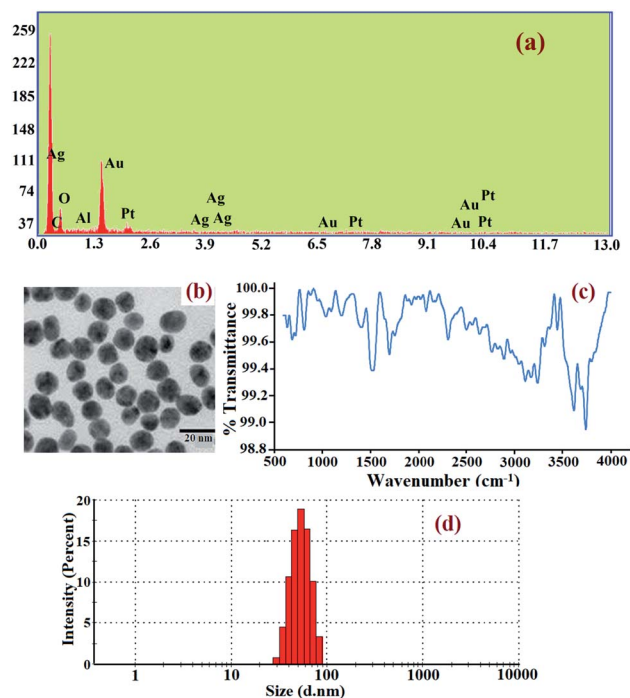 (a)
259
222
185
148
111
74
37
Ag
O
C
Al
Au
Pt
Ag
Ag
Ag
Au
Pt
Au
Pt
Au
Pt
0.0 1.3 2.6 3.9 5.2 6.5 7.8 9.1 10.4 11.7 13.0
(b)
20 nm
(c)
100.0
99.8
99.6
99.4
99.2
99.0
98.8
% Transmittance
500 1000 1500 2000 2500 3000 3500 4000
Wavenumber (cm-1)
(d)
20
15
10
5
0
Intensity (Percent)
1 10 100 1000 10000
Size (d.nm)